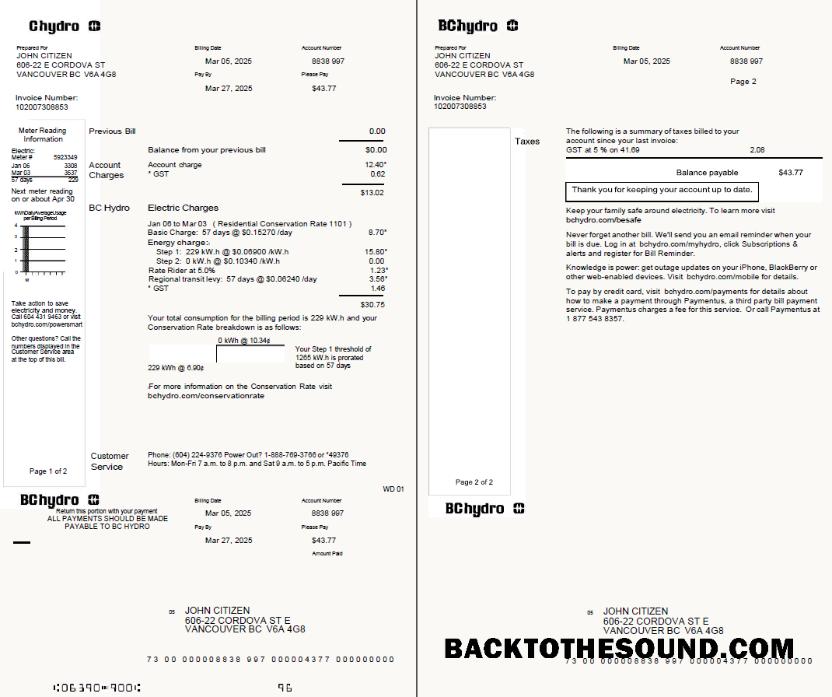 Chydro
Prepared For
JOHN CITIZEN
606-22 E CORDOVA ST
VANCOUVER BC V6A 4G8
Billing Date
Mar 05, 2025
Account Number
8838 997
Pay By
Mar 27, 2025
Please Pay
$43.77
Invoice Number:
102007308853
Meter Reading
Information
Electric:
Meter # 5923349
Jan 06 3308
Mar 03 3537
57 days 229
Next meter reading
on or about Apr 30
kWh Daily Average Usage
per Billing Period
4
3
2
1
0
M
Take action to save
electricity and money.
Call 604 431 9463 or visit
bchydro.com/powersmart
Other questions? Call the
numbers displayed in the
Customer Service area
at the top of this bill.
Page 1 of 2
Previous Bill 0.00
Balance from your previous bill $0.00
Account
Charges
Account charge 12.40*
* GST 0.62
$13.02
BC Hydro Electric Charges
Jan 06 to Mar 03 ( Residential Conservation Rate 1101 )
Basic Charge: 57 days @ $0.15270 /day 8.70*
Energy charge:
Step 1: 229 kW.h @ $0.06900 /kW.h 15.80*
Step 2: 0 kW.h @ $0.10340 /kW.h 0.00
Rate Rider at 5.0% 1.23*
Regional transit levy: 57 days @ $0.06240 /day 3.56*
* GST 1.46
$30.75
Your total consumption for the billing period is 229 kW.h and your
Conservation Rate breakdown is as follows:
0 kWh @ 10.34¢
229 kWh @ 6.90¢
Your Step 1 threshold of
1265 kW.h is prorated
based on 57 days
For more information on the Conservation Rate visit
bchydro.com/conservationrate
Customer
Service
Phone: (604) 224-9376 Power Out? 1-888-769-3766 or *49376
Hours: Mon-Fri 7 a.m. to 8 p.m. and Sat 9 a.m. to 5 p.m. Pacific Time
WD 01
BChydro
Return this portion with your payment
ALL PAYMENTS SHOULD BE MADE
PAYABLE TO BC HYDRO
Billing Date
Mar 05, 2025
Account Number
8838 997
Pay By
Mar 27, 2025
Please Pay
$43.77
Amount Paid
05 JOHN CITIZEN
606-22 E CORDOVA ST E
VANCOUVER BC V6A 4G8
73 00 000008838 997 000004377 000000000
⑆06390⑉900⑆ 96
BChydro
Prepared For
JOHN CITIZEN
606-22 E CORDOVA ST
VANCOUVER BC V6A 4G8
Billing Date
Mar 05, 2025
Account Number
8838 997
Page 2
Invoice Number:
102007308853
Taxes
The following is a summary of taxes billed to your
account since your last invoice:
GST at 5 % on 41.69 2.08
Balance payable $43.77
Thank you for keeping your account up to date.
Keep your family safe around electricity. To learn more visit
bchydro.com/besafe
Never forget another bill. We'll send you an email reminder when your
bill is due. Log in at bchydro.com/myhydro, click Subscriptions &
alerts and register for Bill Reminder.
Knowledge is power: get outage updates on your iPhone, BlackBerry or
other web-enabled devices. Visit bchydro.com/mobile for details.
To pay by credit card, visit bchydro.com/payments for details about
how to make a payment through Paymentus, a third party bill payment
service. Paymentus charges a fee for this service. Or call Paymentus at
1 877 543 8357.
Page 2 of 2
BChydro
05 JOHN CITIZEN
606-22 E CORDOVA ST E
VANCOUVER BC V6A 4G8
BACKTOTHESOUND.COM
73 00 000008838 997 000004377 000000000